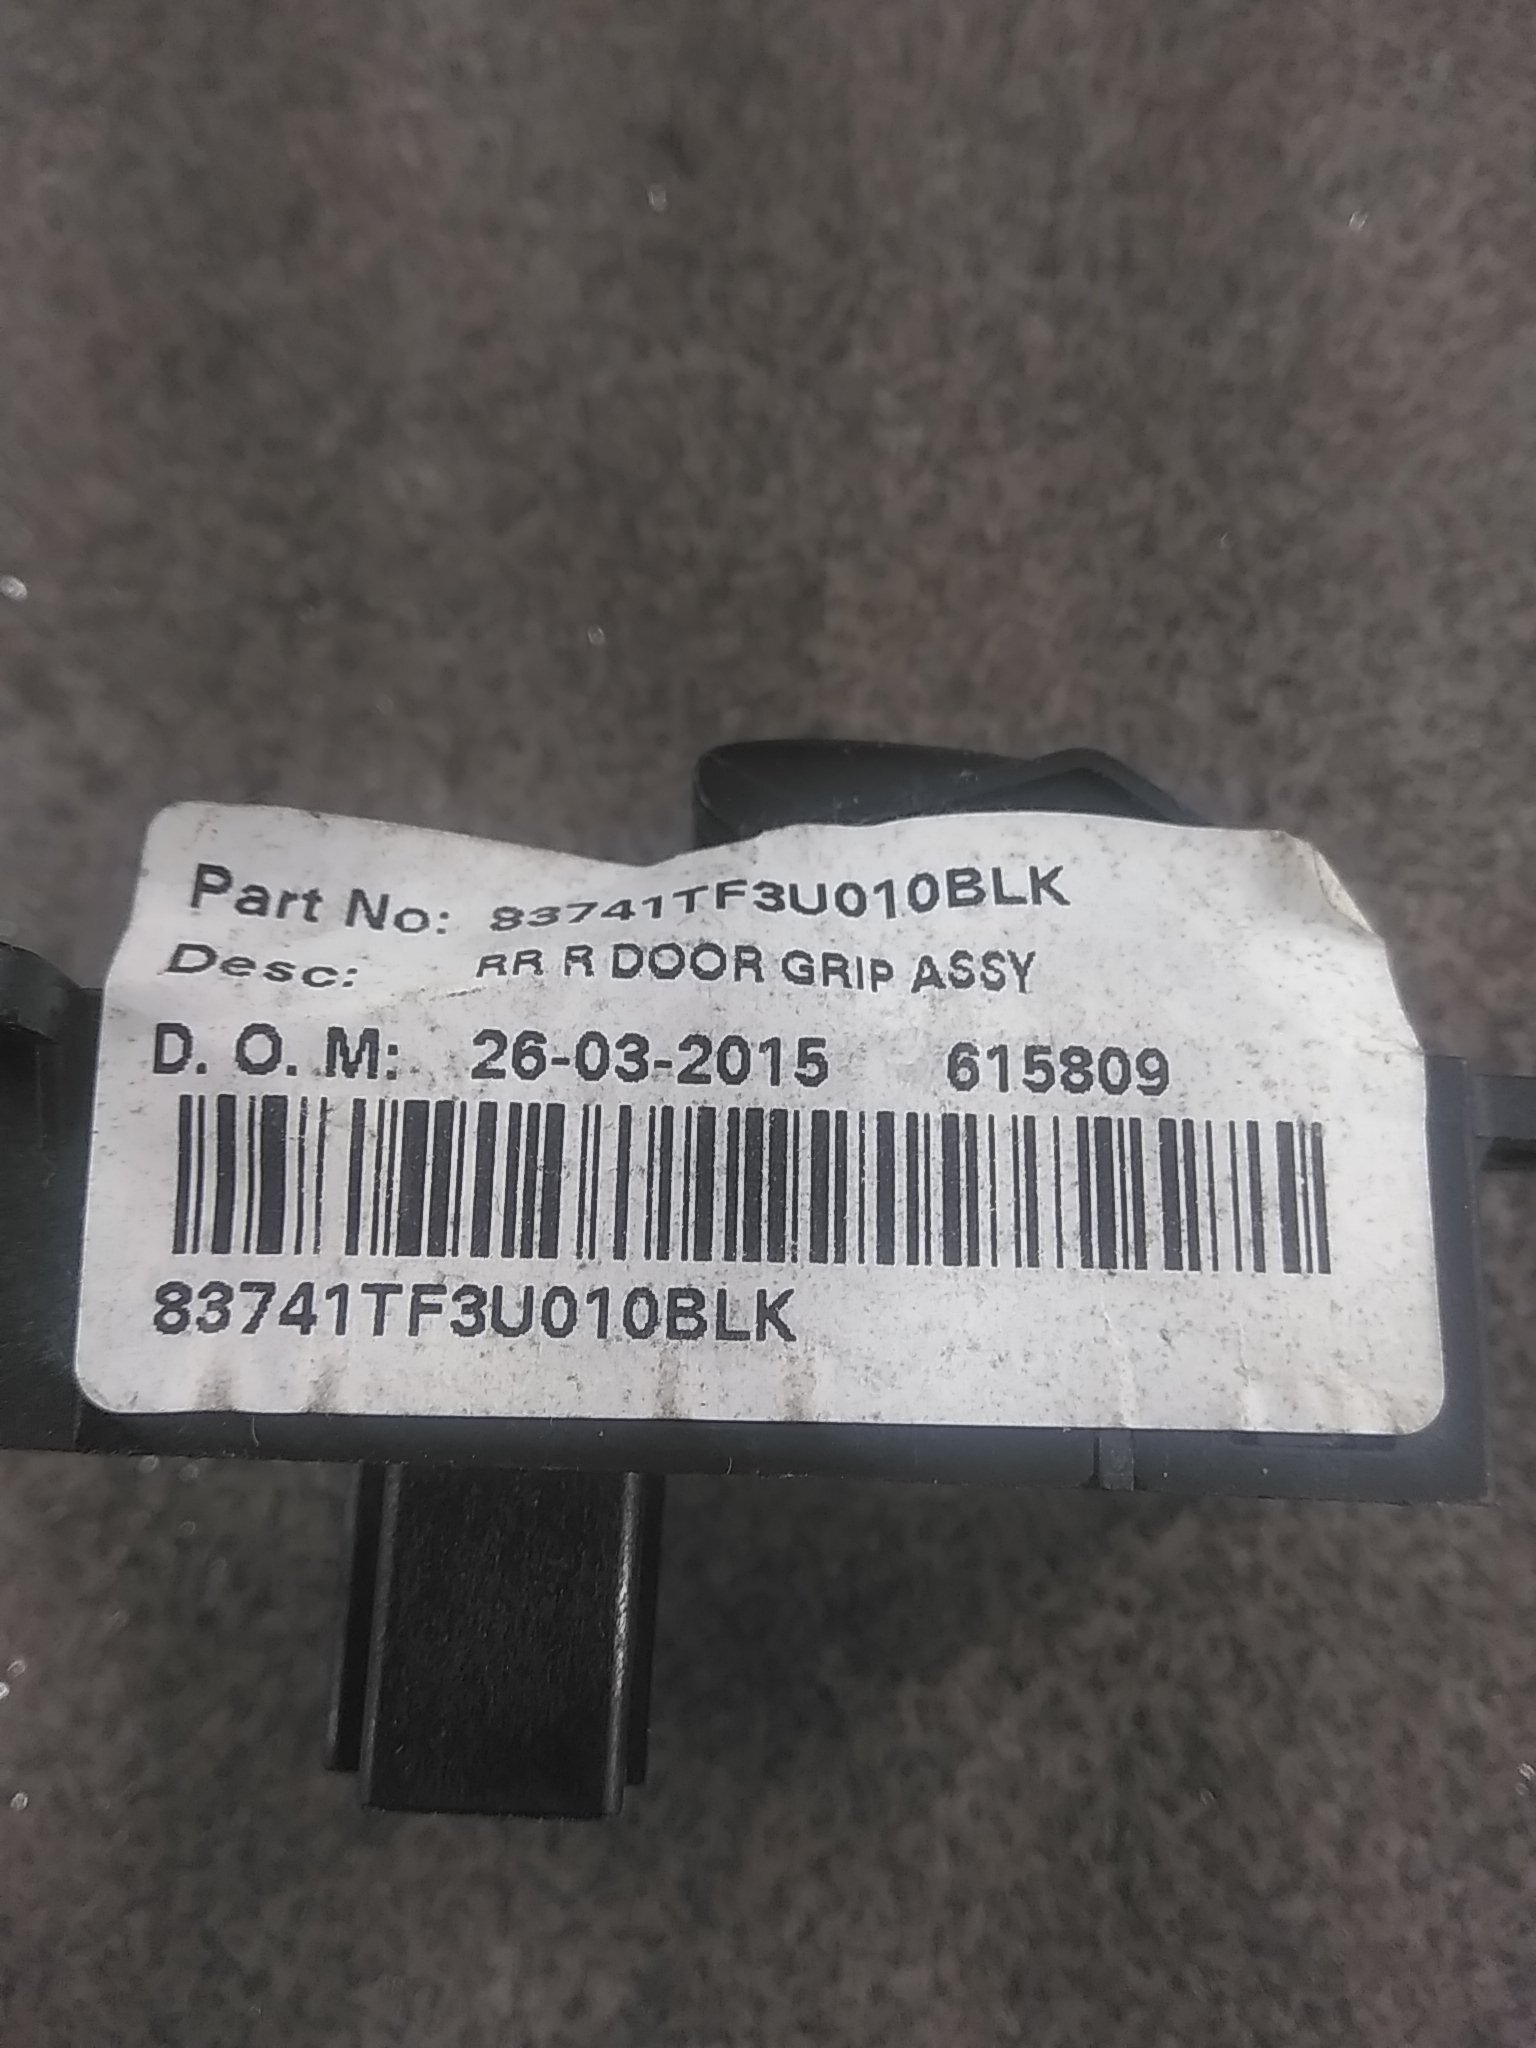 Part No: 83741TF3U010BLK
Desc: RR R DOOR GRIP ASSY
D. O. M: 26-03-2015 615809
83741TF3U010BLK